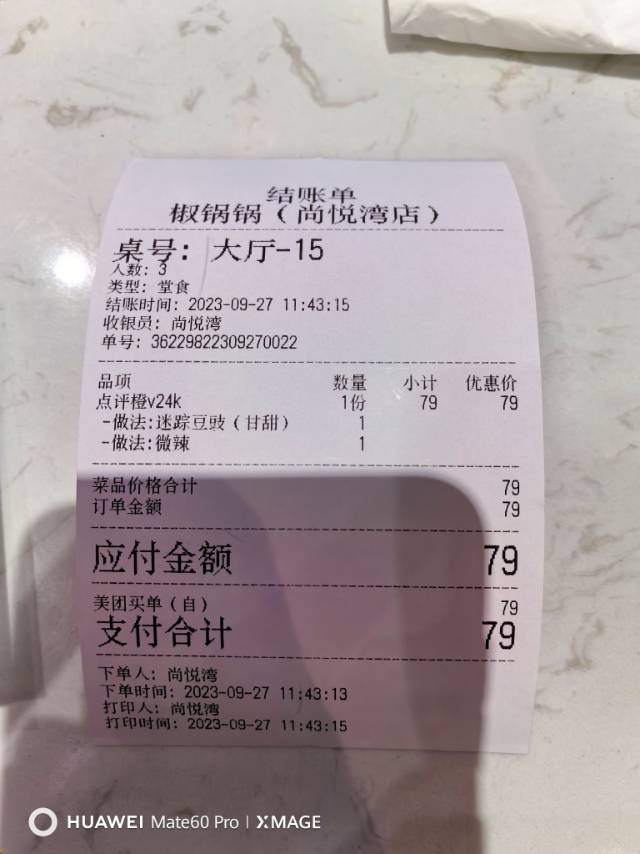 结账单
椒锅锅（尚悦湾店）
桌号：大厅-15
人数：3
类型：堂食
结账时间：2023-09-27 11:43:15
收银员：尚悦湾
单号：36229822309270022
品项 数量 小计 优惠价
点评橙v24k 1份 79 79
-做法:迷踪豆豉（甘甜） 1
-做法:微辣 1
菜品价格合计 79
订单金额 79
应付金额 79
美团买单（自） 79
支付合计 79
下单人：尚悦湾
下单时间：2023-09-27 11:43:13
打印人：尚悦湾
打印时间：2023-09-27 11:43:15
HUAWEI Mate60 Pro | XMAGE